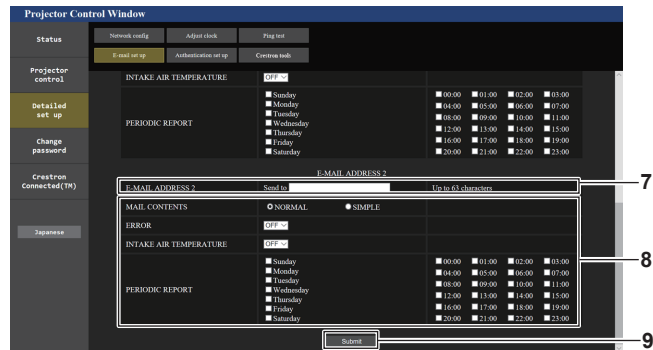 Projector Control Window
Status
Network config Adjust clock Ping test
E-mail set up Authentication set up Crestron tools
Projector
control
Detailed
set up
Change
password
Crestron
Connected(TM)
Japanese
INTAKE AIR TEMPERATURE OFF
PERIODIC REPORT
Sunday 00:00 01:00 02:00 03:00
Monday 04:00 05:00 06:00 07:00
Tuesday 08:00 09:00 10:00 11:00
Wednesday 12:00 13:00 14:00 15:00
Thursday 16:00 17:00 18:00 19:00
Friday 20:00 21:00 22:00 23:00
Saturday
E-MAIL ADDRESS 2
E-MAIL ADDRESS 2 Send to Up to 63 characters 7
MAIL CONTENTS NORMAL SIMPLE
ERROR OFF
INTAKE AIR TEMPERATURE OFF 8
PERIODIC REPORT
Sunday 00:00 01:00 02:00 03:00
Monday 04:00 05:00 06:00 07:00
Tuesday 08:00 09:00 10:00 11:00
Wednesday 12:00 13:00 14:00 15:00
Thursday 16:00 17:00 18:00 19:00
Friday 20:00 21:00 22:00 23:00
Saturday
Submit 9